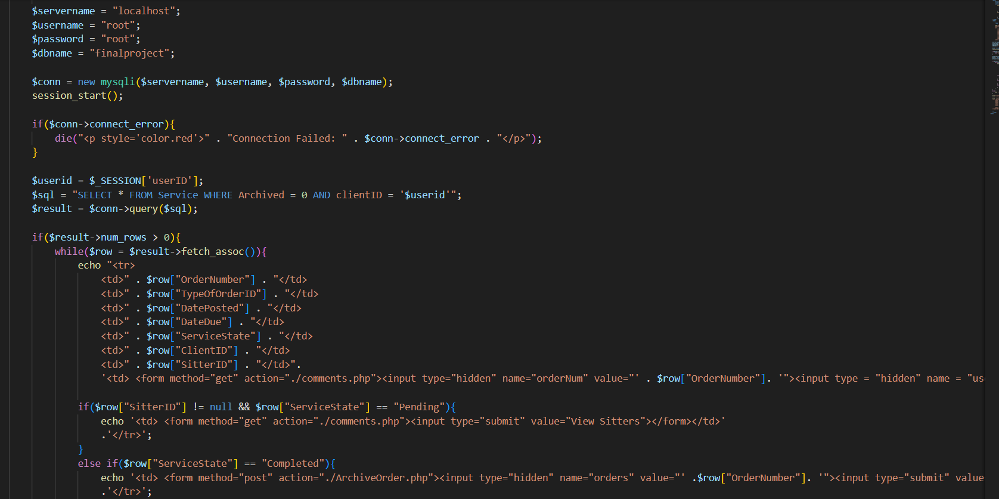 $servername = "localhost";
$username = "root";
$password = "root";
$dbname = "finalproject";
$conn = new mysqli($servername, $username, $password, $dbname);
session_start();
if($conn->connect_error){
die("<p style='color.red'>" . "Connection Failed: " . $conn->connect_error . "</p>");
}
$userid = $_SESSION['userID'];
$sql = "SELECT * FROM Service WHERE Archived = 0 AND clientID = '$userid'";
$result = $conn->query($sql);
if($result->num_rows > 0){
while($row = $result->fetch_assoc()){
echo "<tr>
<td>" . $row["OrderNumber"] . "</td>
<td>" . $row["TypeOfOrderID"] . "</td>
<td>" . $row["DatePosted"] . "</td>
<td>" . $row["DateDue"] . "</td>
<td>" . $row["ServiceState"] . "</td>
<td>" . $row["ClientID"] . "</td>
<td>" . $row["SitterID"] . "</td>".
'<td> <form method="get" action="./comments.php"><input type="hidden" name="orderNum" value="' . $row["OrderNumber"]. '"><input type = "hidden" name = "us
if($row["SitterID"] != null && $row["ServiceState"] == "Pending"){
echo '<td> <form method="get" action="./comments.php"><input type="submit" value="View Sitters"></form></td>'
.'</tr>';
}
else if($row["ServiceState"] == "Completed"){
echo '<td> <form method="post" action="./ArchiveOrder.php"><input type="hidden" name="orders" value="' .$row["OrderNumber"]. '"><input type="submit" value
.'</tr>';